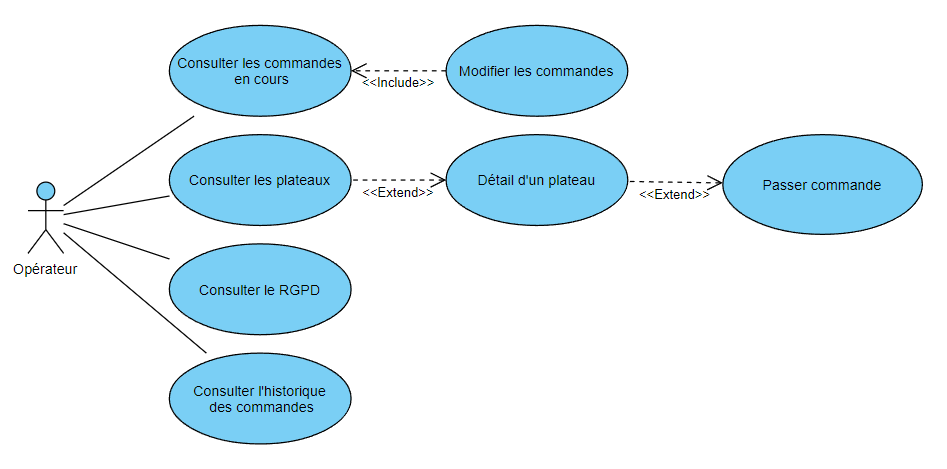 Consulter les commandes
en cours
<<Include>>
Modifier les commandes
Consulter les plateaux
<<Extend>>
Détail d'un plateau
<<Extend>>
Passer commande
Opérateur
Consulter le RGPD
Consulter l'historique
des commandes